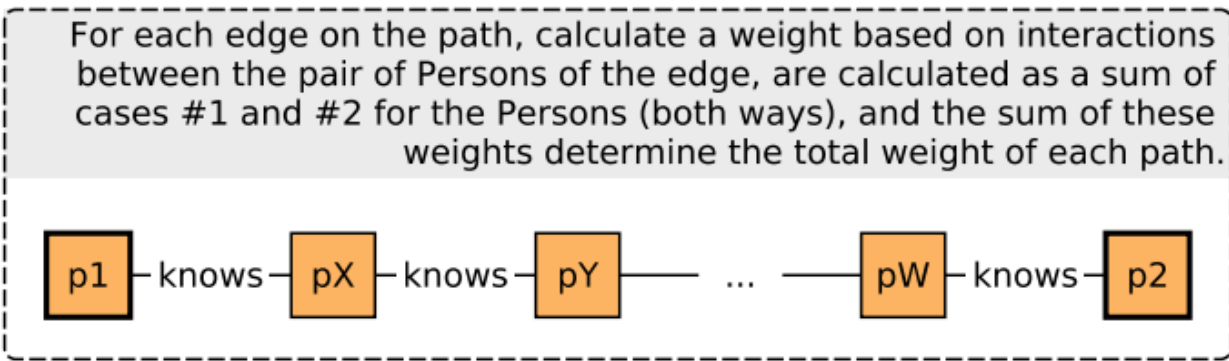 For each edge on the path, calculate a weight based on interactions
between the pair of Persons of the edge, are calculated as a sum of
cases #1 and #2 for the Persons (both ways), and the sum of these
weights determine the total weight of each path.
p1 knows pX knows pY ... pW knows p2